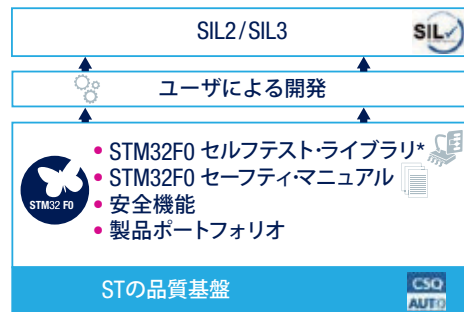 SIL2/SIL3
SIL
ユーザによる開発
• STM32F0 セルフテスト・ライブラリ*
• STM32F0 セーフティ・マニュアル
• 安全機能
• 製品ポートフォリオ
STM32 F0
STの品質基盤
CSQ
AUTO